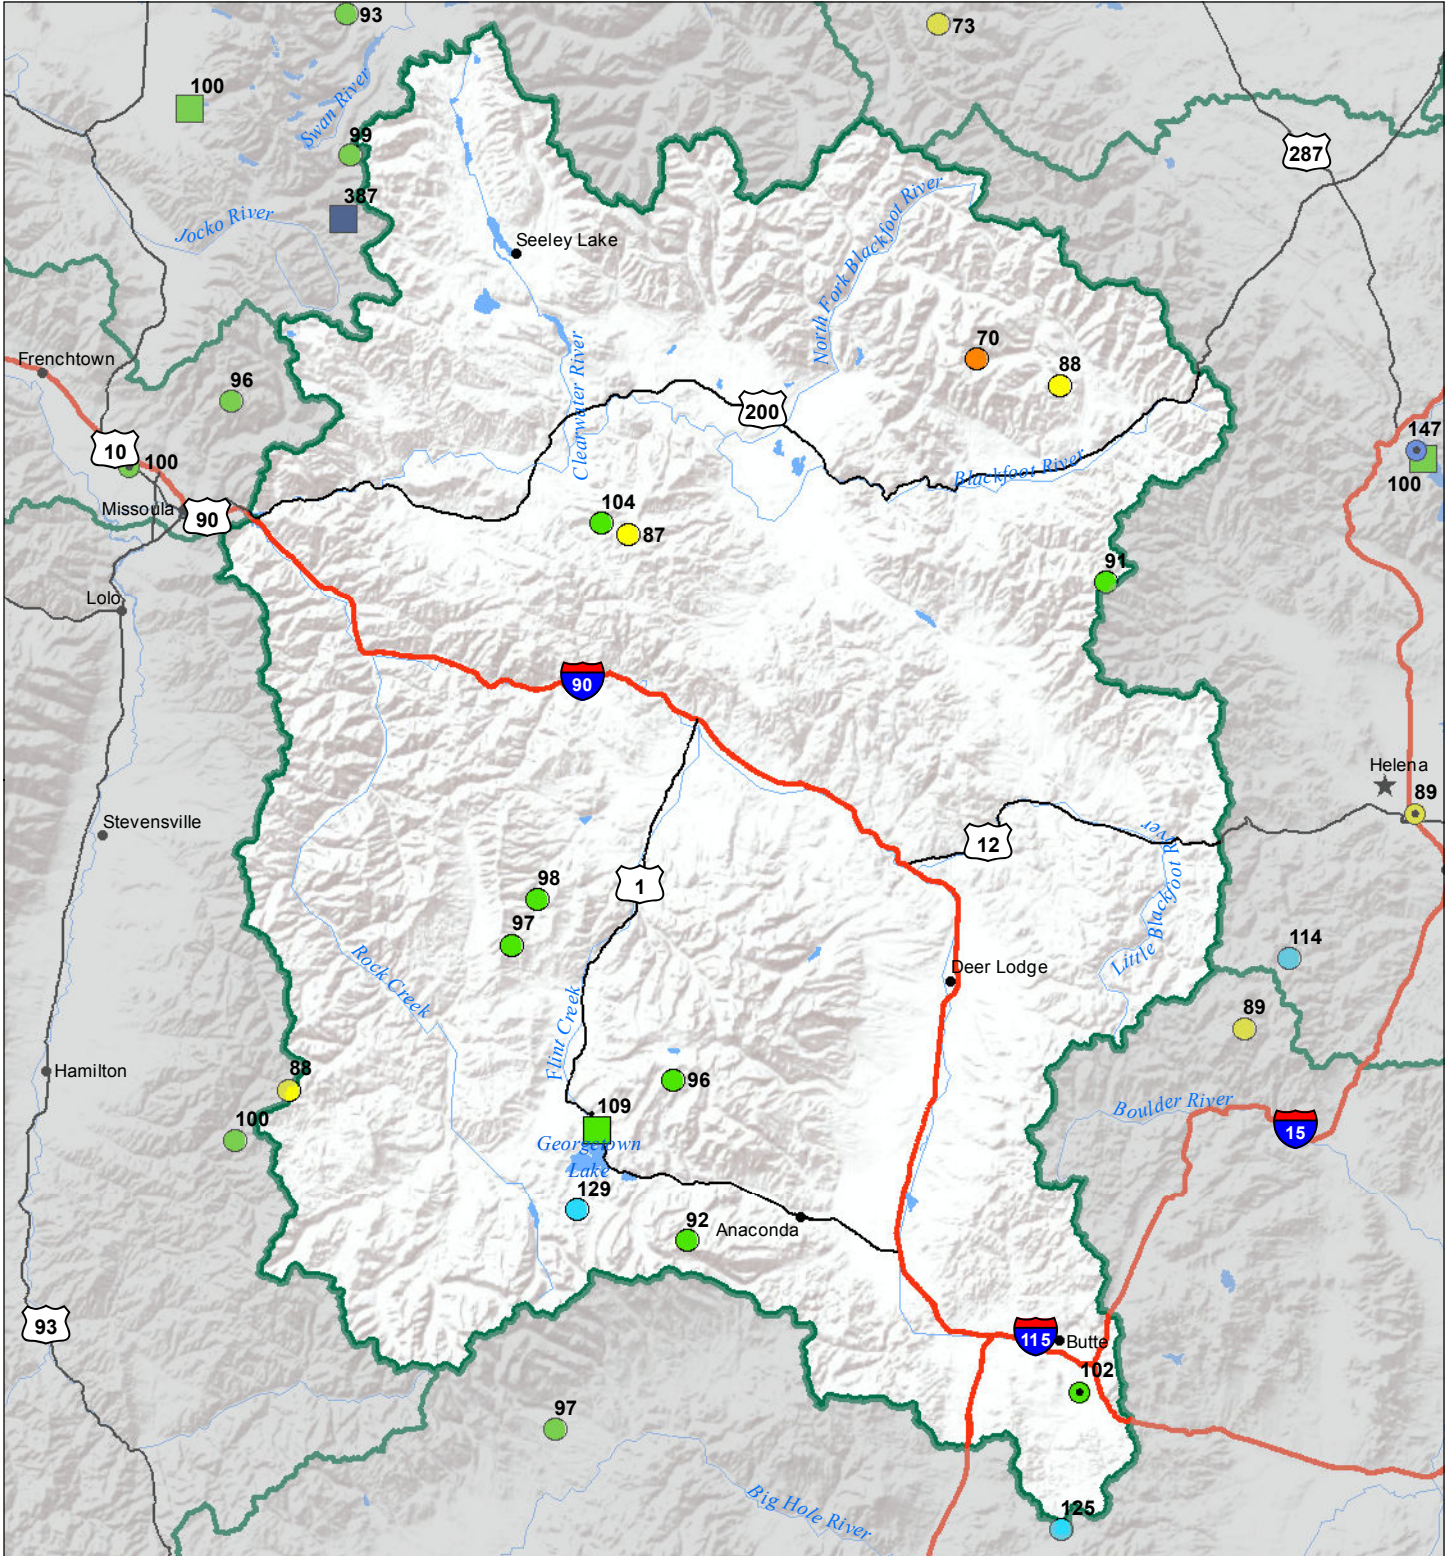 93
73
100
Swan River
99
287
387
Jocko River
North Fork Blackfoot River
Seeley Lake
Frenchtown
70
88
96
Clearwater River
200
10
147
100
100
Blackfoot River
Missoula
90
104
87
91
Lolo
90
Helena
89
Stevensville
12
Little Blackfoot River
1
98
97
114
Rock Creek
Deer Lodge
Flint Creek
89
Hamilton
88
96
Boulder River
100
109
15
Georgetown
Lake
129
92
Anaconda
93
115
Butte
102
97
Big Hole River
125